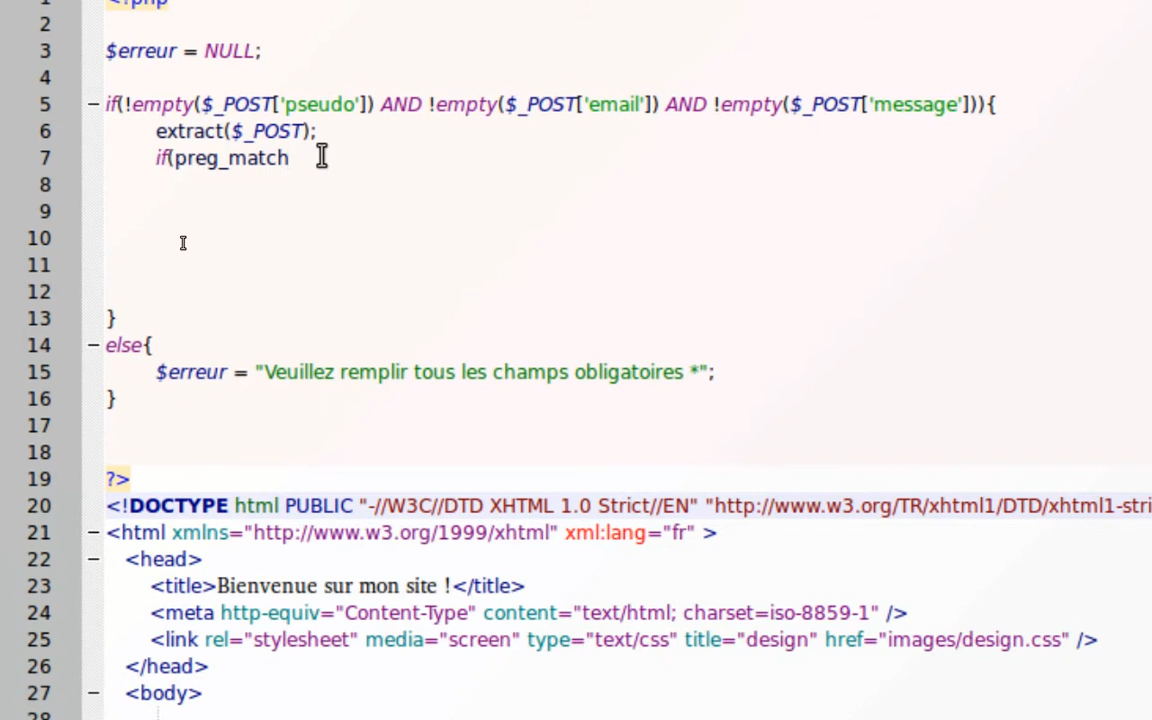 1 <?php
2
3 $erreur = NULL;
4
5 if(!empty($_POST['pseudo']) AND !empty($_POST['email']) AND !empty($_POST['message'])){
6 extract($_POST);
7 if(preg_match
8
9
10
11
12
13 }
14 else{
15 $erreur = "Veuillez remplir tous les champs obligatoires *";
16 }
17
18
19 ?>
20 <!DOCTYPE html PUBLIC "-//W3C//DTD XHTML 1.0 Strict//EN" "http://www.w3.org/TR/xhtml1/DTD/xhtml1-stri
21 <html xmlns="http://www.w3.org/1999/xhtml" xml:lang="fr" >
22 <head>
23 <title>Bienvenue sur mon site !</title>
24 <meta http-equiv="Content-Type" content="text/html; charset=iso-8859-1" />
25 <link rel="stylesheet" media="screen" type="text/css" title="design" href="images/design.css" />
26 </head>
27 <body>
28